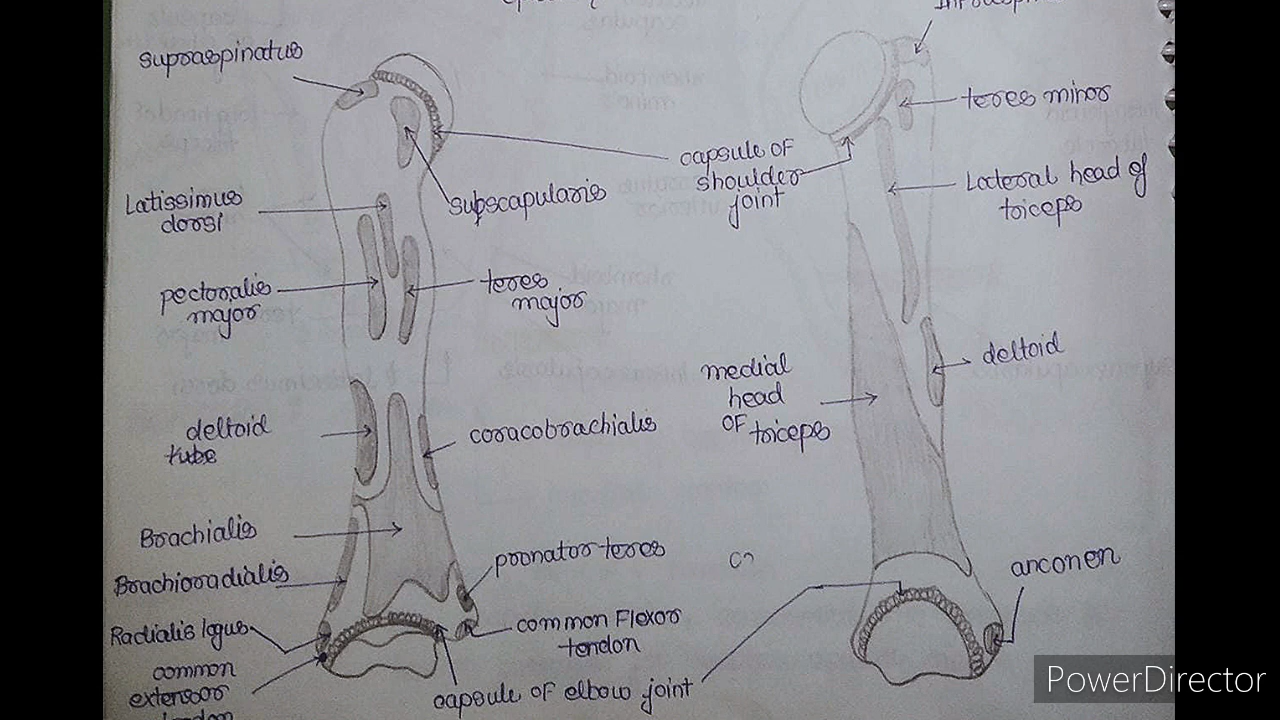 supraspinatus
Latissimus
dorsi
pectoralis
major
deltoid
tube
Brachialis
Brachioradialis
Radialis logus
common
extensor
subscapularis
teres
major
coracobrachialis
pronator teres
common Flexor
tendon
capsule of elbow joint
capsule of
shoulder
joint
medial
head
of
triceps
teres minor
Lateral head of
triceps
deltoid
anconen
PowerDirector